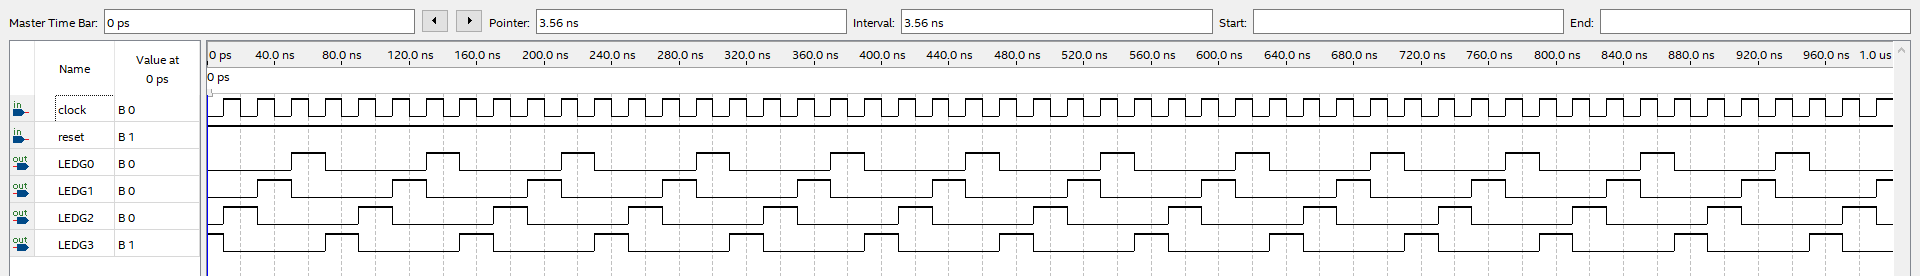 Master Time Bar: 0 ps Pointer: 3.56 ns Interval: 3.56 ns Start: End:
Name Value at 0 ps
0 ps 40.0 ns 80.0 ns 120.0 ns 160.0 ns 200.0 ns 240.0 ns 280.0 ns 320.0 ns 360.0 ns 400.0 ns 440.0 ns 480.0 ns 520.0 ns 560.0 ns 600.0 ns 640.0 ns 680.0 ns 720.0 ns 760.0 ns 800.0 ns 840.0 ns 880.0 ns 920.0 ns 960.0 ns 1.0 us
0 ps
in clock B 0
in reset B 1
out LEDG0 B 0
out LEDG1 B 0
out LEDG2 B 0
out LEDG3 B 1